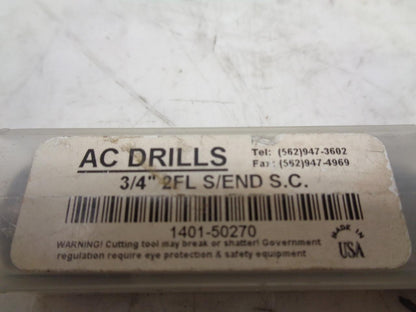 AC DRILLS
Tel: (562)947-3602
Fax: (562)947-4969
3/4" 2FL S/END S.C.
1401-50270
MADE IN
USA
WARNING! Cutting tool may break or shatter! Government
regulation require eye protection & safety equipment